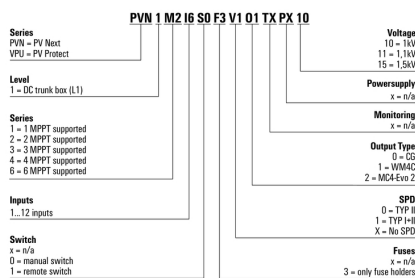 PVN 1 M2 I6 S0 F3 V1 O1 TX PX 10
Series
PVN = PV Next
VPU = PV Protect
Level
1 = DC trunk box (L1)
Series
1 = 1 MPPT supported
2 = 2 MPPT supported
3 = 3 MPPT supported
4 = 4 MPPT supported
6 = 6 MPPT supported
Inputs
1...12 inputs
Switch
x = n/a
0 = manual switch
1 = remote switch
Voltage
10 = 1kV
11 = 1,1kV
15 = 1,5kV
Powersupply
x = n/a
Monitoring
x = n/a
Output Type
0 = CG
1 = WM4C
2 = MC4-Evo 2
SPD
0 = TYP II
1 = TYP I+II
X = No SPD
Fuses
x = n/a
3 = only fuse holders